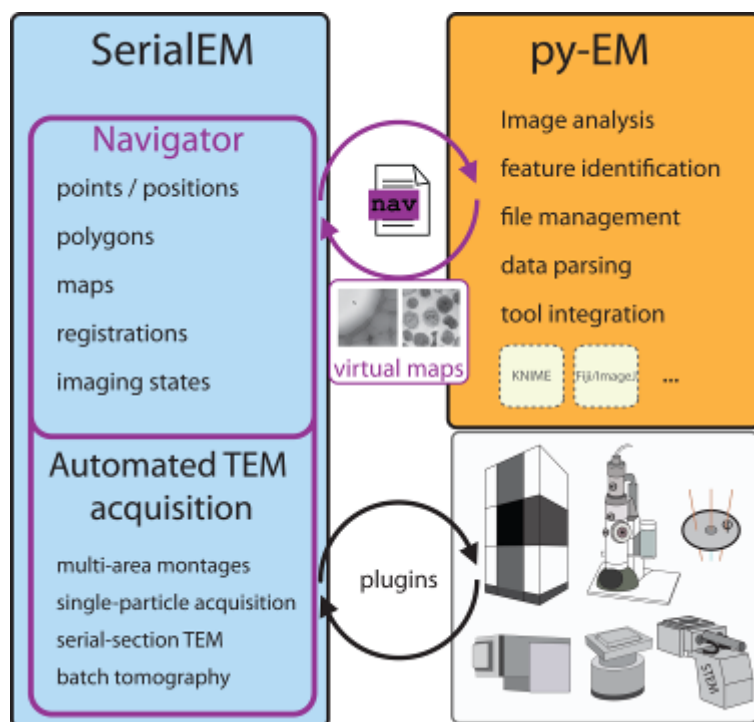 SerialEM
Navigator
points / positions
polygons
maps
registrations
imaging states
Automated TEM
acquisition
multi-area montages
single-particle acquisition
serial-section TEM
batch tomography
nav
virtual maps
plugins
py-EM
Image analysis
feature identification
file management
data parsing
tool integration
KNIME
Fiji/ImageJ
...
φ
STEM